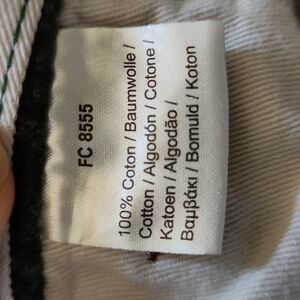 FC 8555
100% Coton / Baumwolle /
Cotton / Algodón / Cotone /
Katoen / Algodão /
Βαμβάκι / Bomuld / Koton